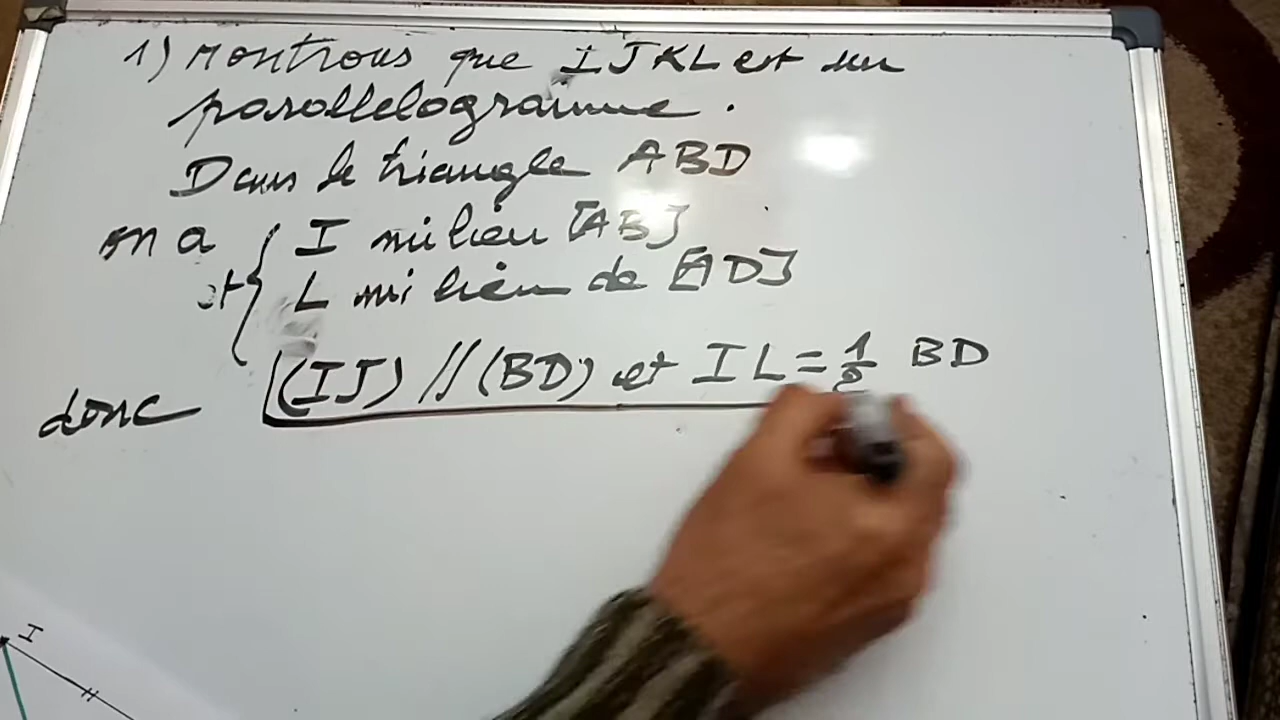 1) Montrons que IJKL est un
parallelogramme.
Dans le triangle ABD
on a { I milieu [AB]
et L milieu de [AD]
donc (IJ) // (BD) et IL = 1/2 BD
I